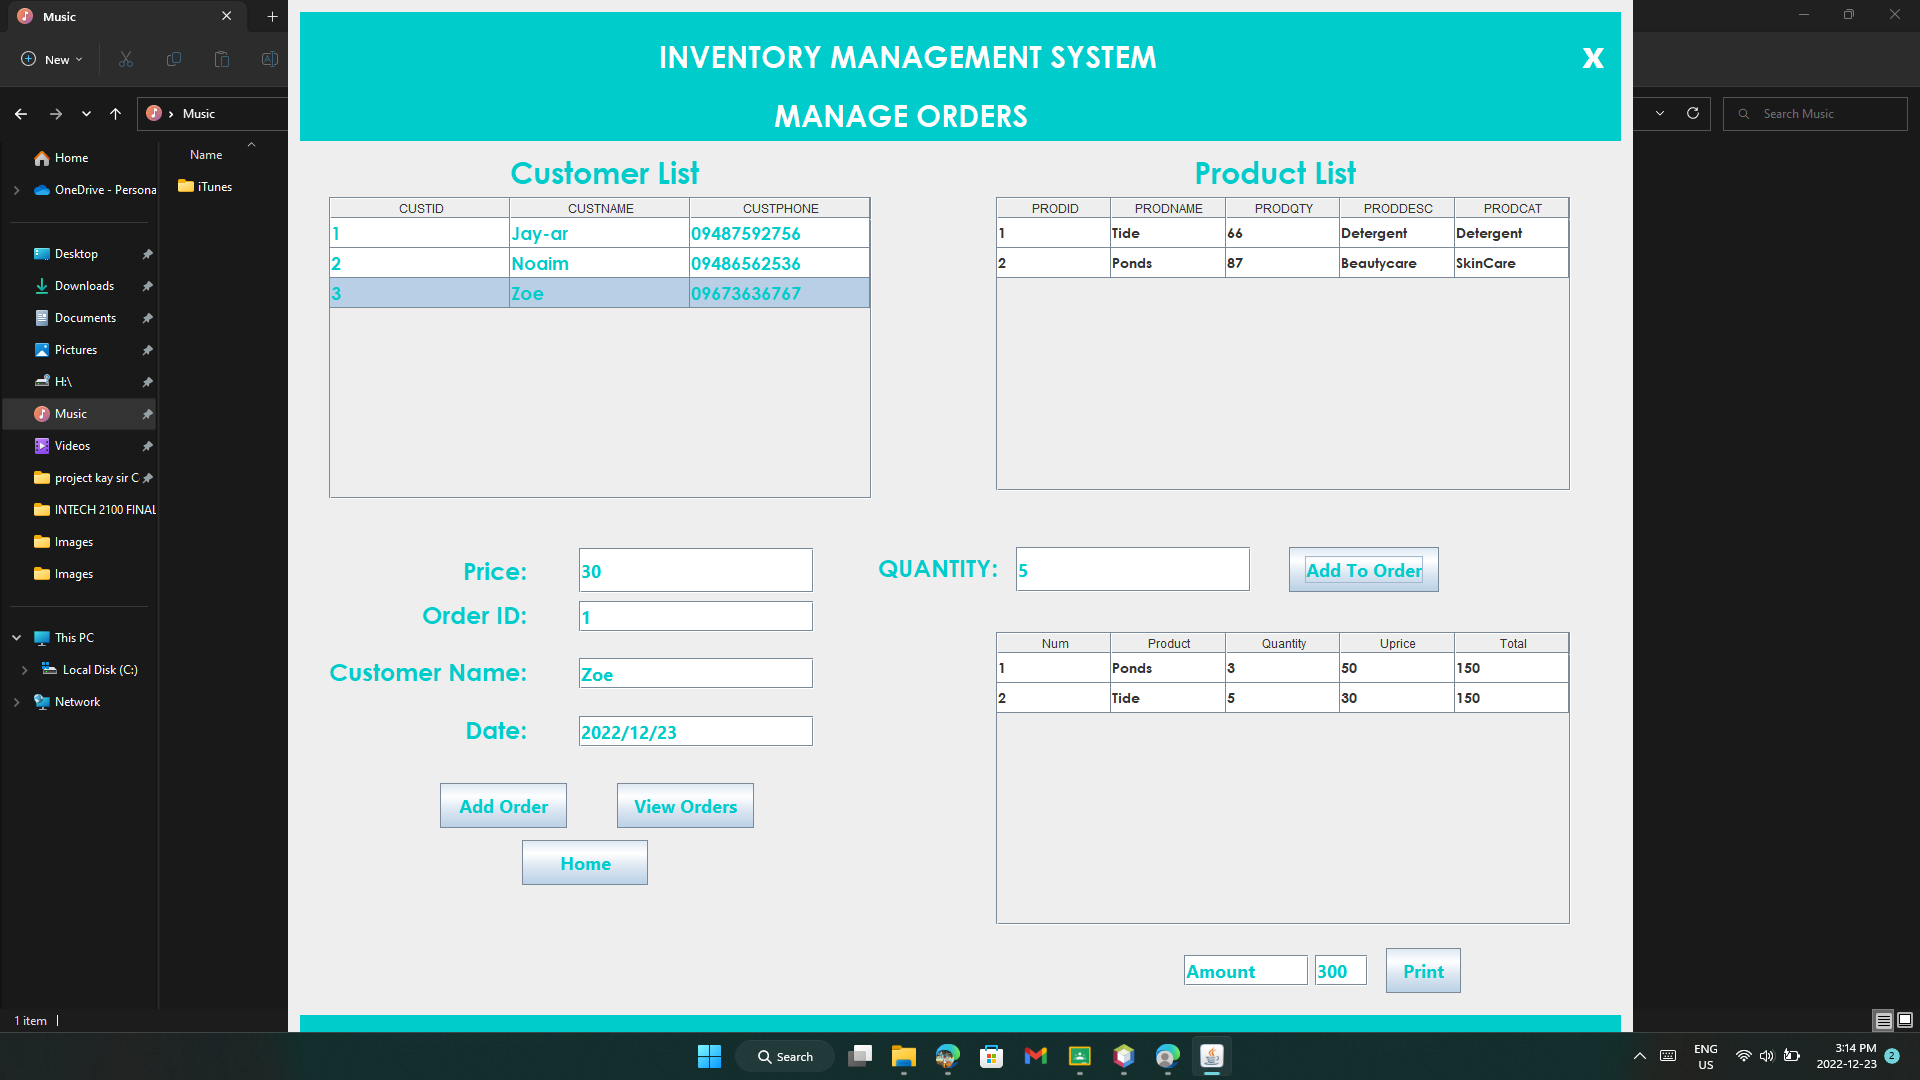 Music
New
Music
Search Music
Home
OneDrive - Persona
Desktop
Downloads
Documents
Pictures
H:\
Music
Videos
project kay sir C
INTECH 2100 FINAL
Images
Images
This PC
Local Disk (C:)
Network
Name
iTunes
1 item
INVENTORY MANAGEMENT SYSTEM
X
MANAGE ORDERS
Customer List
CUSTID CUSTNAME CUSTPHONE
1 Jay-ar 09487592756
2 Noaim 09486562536
3 Zoe 09673636767
Product List
PRODID PRODNAME PRODQTY PRODDESC PRODCAT
1 Tide 66 Detergent Detergent
2 Ponds 87 Beautycare SkinCare
Price: 30
QUANTITY: 5
Add To Order
Order ID: 1
Customer Name: Zoe
Date: 2022/12/23
Add Order View Orders
Home
Num Product Quantity Uprice Total
1 Ponds 3 50 150
2 Tide 5 30 150
Amount 300 Print
Search
ENG
US
3:14 PM
2022-12-23
2